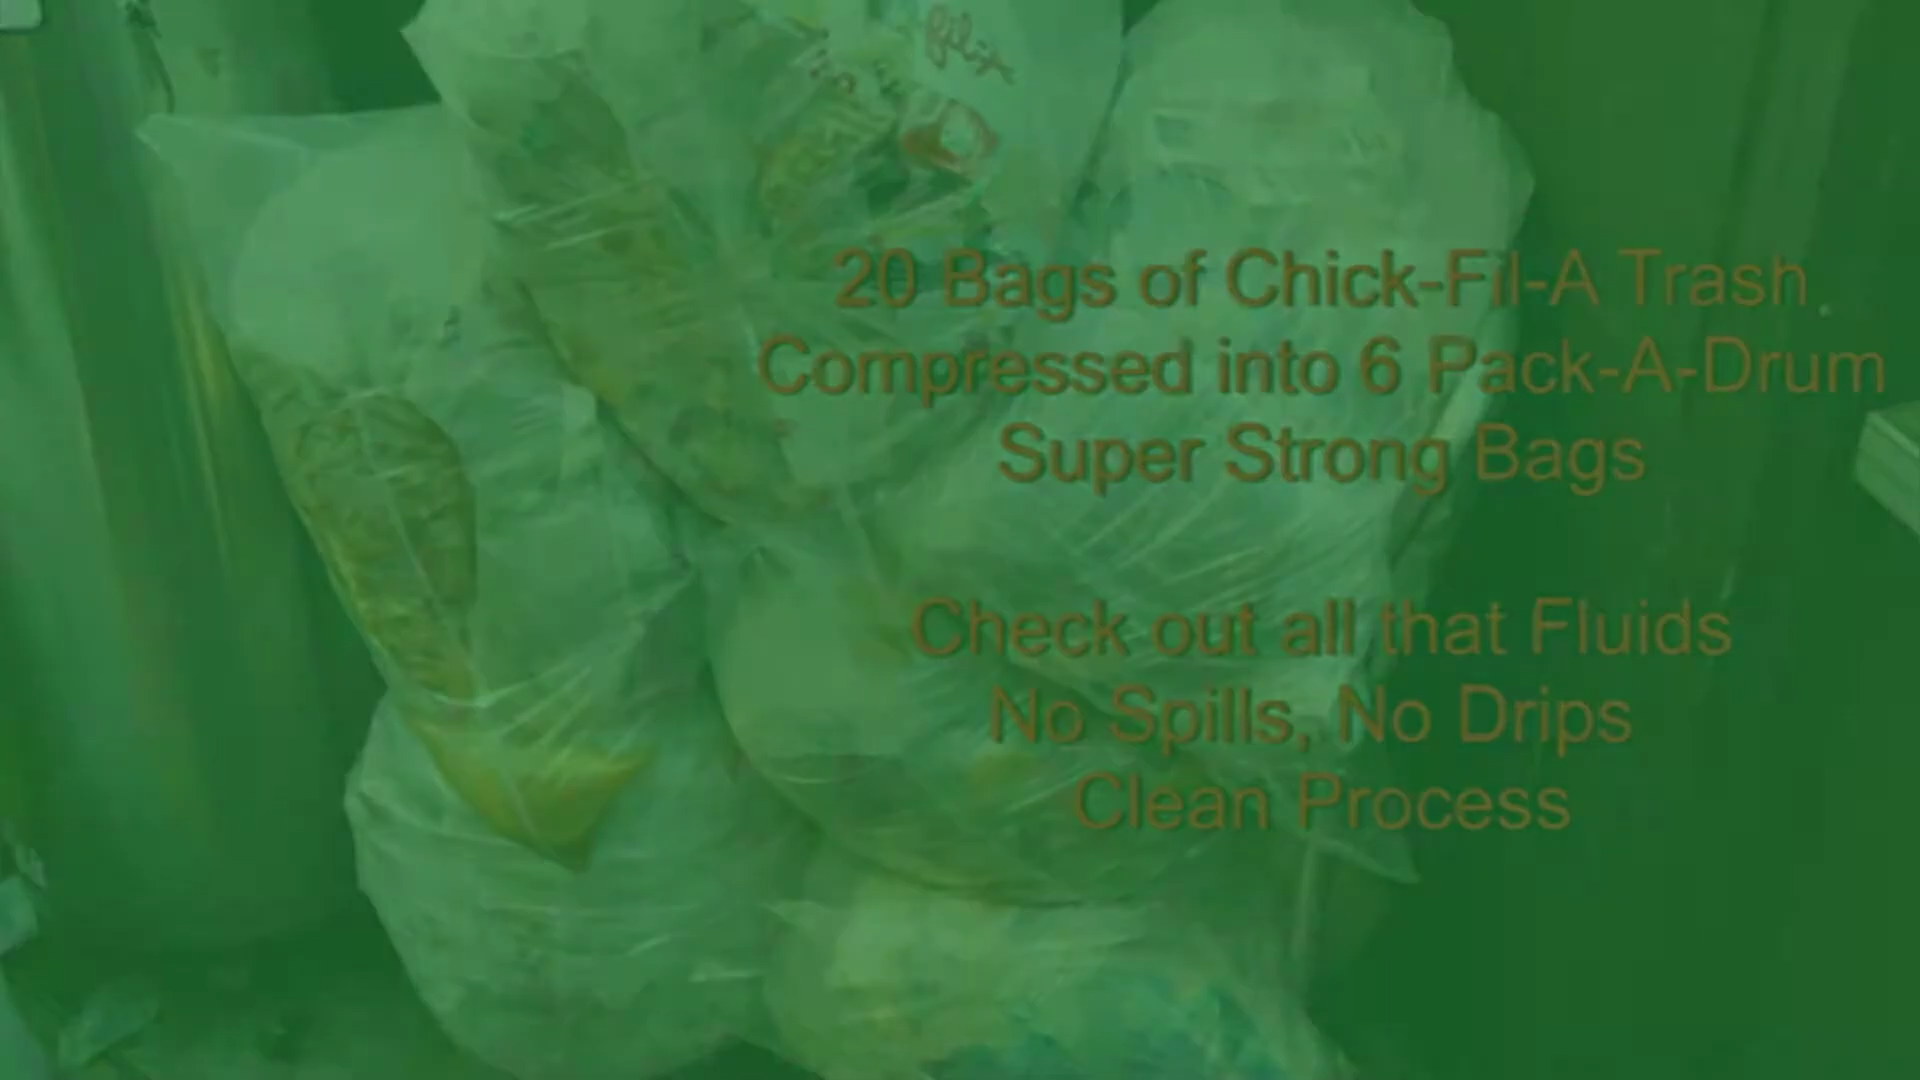 20 Bags of Chick-Fil-A Trash
Compressed into 6 Pack-A-Drum
Super Strong Bags
Check out all that Fluids
No Spills, No Drips
Clean Process